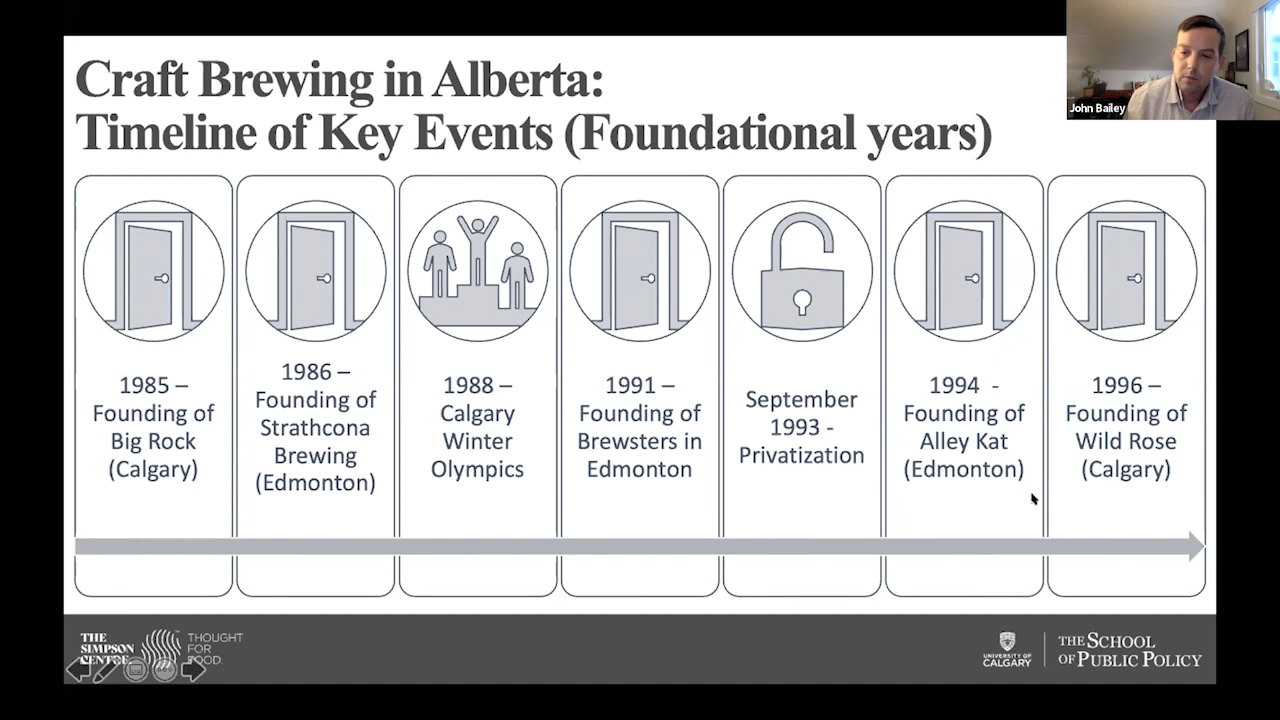 Craft Brewing in Alberta:
Timeline of Key Events (Foundational years)
John Bailey
1985 –
Founding of
Big Rock
(Calgary)
1986 –
Founding of
Strathcona
Brewing
(Edmonton)
1988 –
Calgary
Winter
Olympics
1991 –
Founding of
Brewsters in
Edmonton
September
1993 -
Privatization
1994 -
Founding of
Alley Kat
(Edmonton)
1996 –
Founding of
Wild Rose
(Calgary)
THE
SIMPSON
CENTRE
THOUGHT
FOR
FOOD.
UNIVERSITY OF
CALGARY
THE SCHOOL
OF PUBLIC POLICY